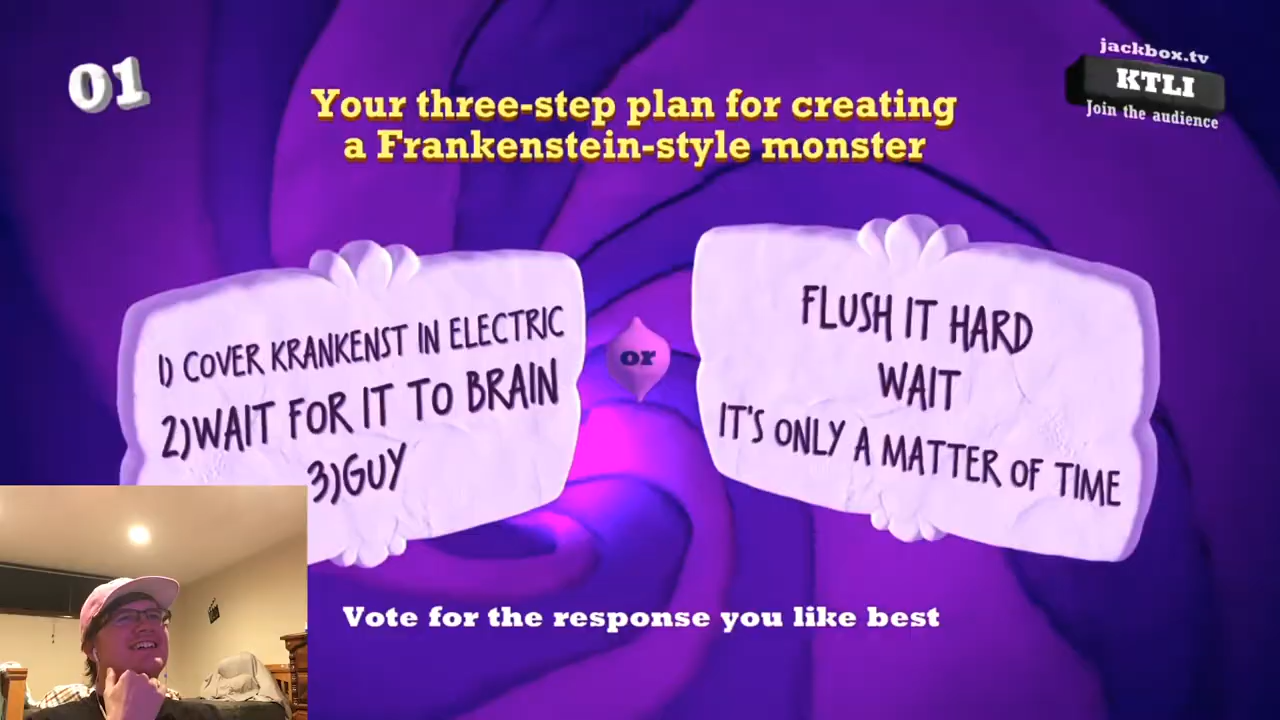 01
jackbox.tv
KTLI
Join the audience
Your three-step plan for creating
a Frankenstein-style monster
1) COVER KRANKENST IN ELECTRIC
2)WAIT FOR IT TO BRAIN
3)GUY
or
FLUSH IT HARD
WAIT
IT'S ONLY A MATTER OF TIME
Vote for the response you like best